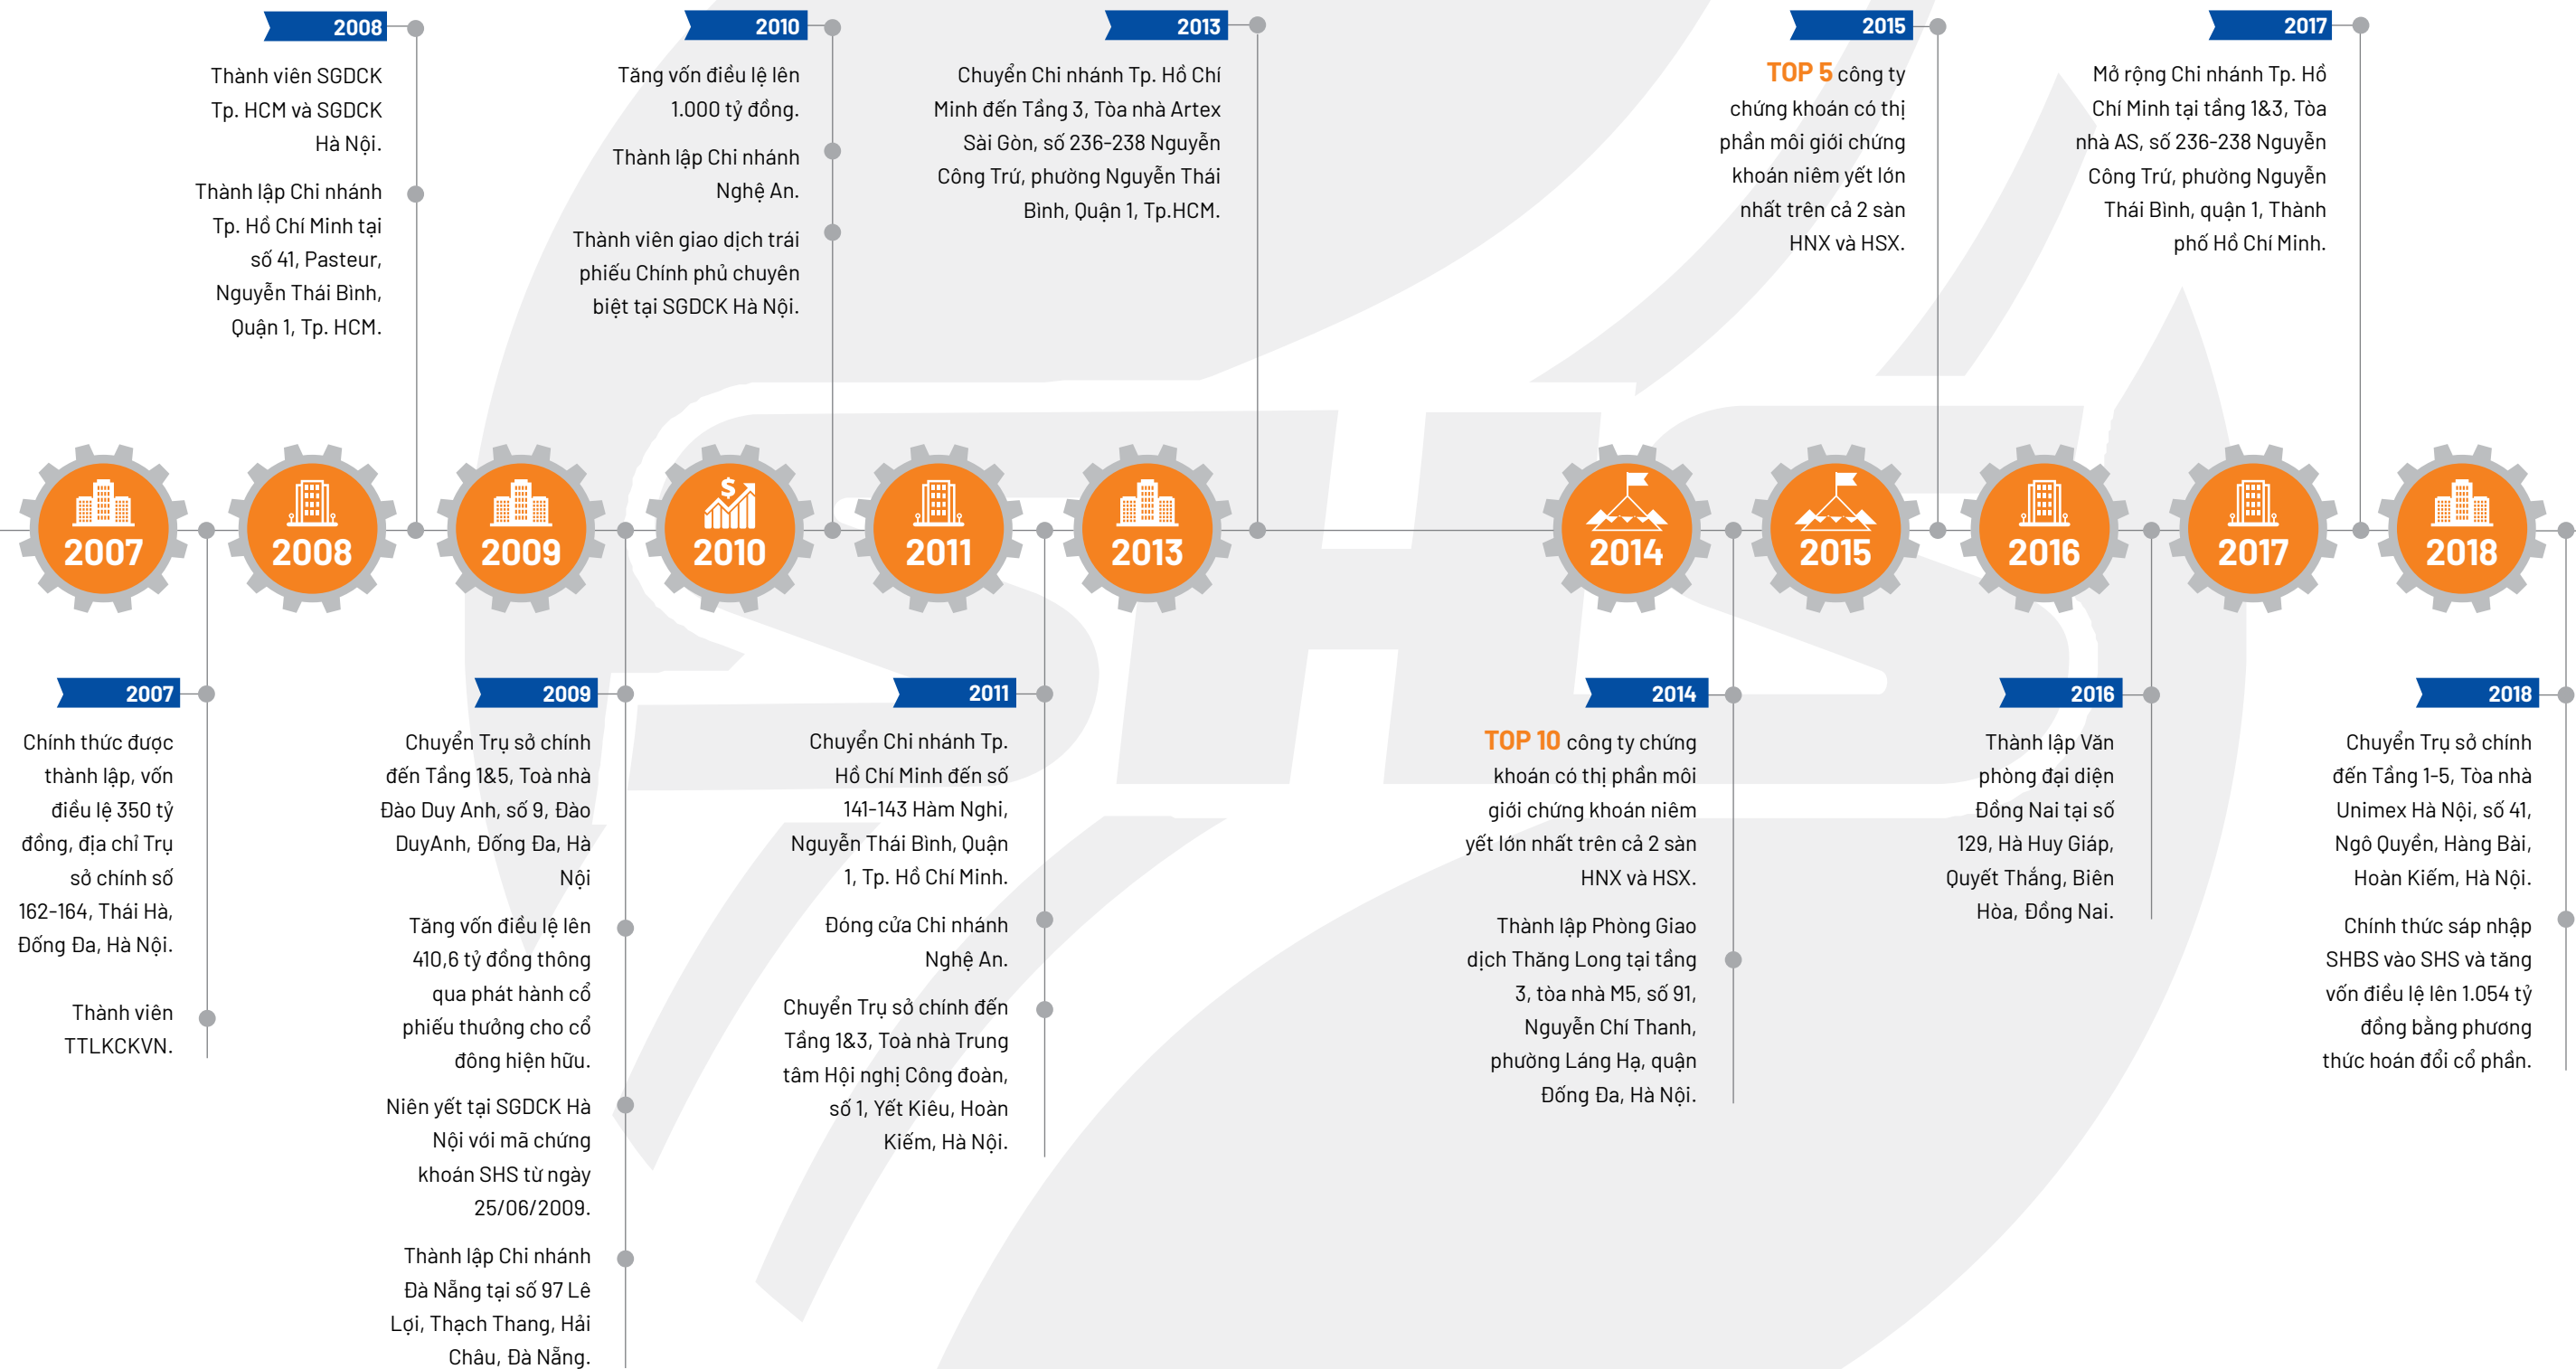 2008
Thành viên SGDCK
Tp. HCM và SGDCK
Hà Nội.
Thành lập Chi nhánh
Tp. Hồ Chí Minh tại
số 41, Pasteur,
Nguyễn Thái Bình,
Quận 1, Tp. HCM.
2010
Tăng vốn điều lệ lên
1.000 tỷ đồng.
Thành lập Chi nhánh
Nghệ An.
Thành viên giao dịch trái
phiếu Chính phủ chuyên
biệt tại SGDCK Hà Nội.
2013
Chuyển Chi nhánh Tp. Hồ Chí
Minh đến Tầng 3, Tòa nhà Artex
Sài Gòn, số 236-238 Nguyễn
Công Trứ, phường Nguyễn Thái
Bình, Quận 1, Tp.HCM.
2015
TOP 5 công ty
chứng khoán có thị
phần môi giới chứng
khoán niêm yết lớn
nhất trên cả 2 sàn
HNX và HSX.
2017
Mở rộng Chi nhánh Tp. Hồ
Chí Minh tại tầng 1&3, Tòa
nhà AS, số 236-238 Nguyễn
Công Trứ, phường Nguyễn
Thái Bình, quận 1, Thành
phố Hồ Chí Minh.
SHS
2007
2008
2009
2010
2011
2013
2014
2015
2016
2017
2018
2007
Chính thức được
thành lập, vốn
điều lệ 350 tỷ
đồng, địa chỉ Trụ
sở chính số
162-164, Thái Hà,
Đống Đa, Hà Nội.
Thành viên
TTLKCKVN.
2009
Chuyển Trụ sở chính
đến Tầng 1&5, Toà nhà
Đào Duy Anh, số 9, Đào
DuyAnh, Đống Đa, Hà
Nội
Tăng vốn điều lệ lên
410,6 tỷ đồng thông
qua phát hành cổ
phiếu thưởng cho cổ
đông hiện hữu.
Niên yết tại SGDCK Hà
Nội với mã chứng
khoán SHS từ ngày
25/06/2009.
Thành lập Chi nhánh
Đà Nẵng tại số 97 Lê
Lợi, Thạch Thang, Hải
Châu, Đà Nẵng.
2011
Chuyển Chi nhánh Tp.
Hồ Chí Minh đến số
141-143 Hàm Nghi,
Nguyễn Thái Bình, Quận
1, Tp. Hồ Chí Minh.
Đóng cửa Chi nhánh
Nghệ An.
Chuyển Trụ sở chính đến
Tầng 1&3, Toà nhà Trung
tâm Hội nghị Công đoàn,
số 1, Yết Kiêu, Hoàn
Kiếm, Hà Nội.
2014
TOP 10 công ty chứng
khoán có thị phần môi
giới chứng khoán niêm
yết lớn nhất trên cả 2 sàn
HNX và HSX.
Thành lập Phòng Giao
dịch Thăng Long tại tầng
3, tòa nhà M5, số 91,
Nguyễn Chí Thanh,
phường Láng Hạ, quận
Đống Đa, Hà Nội.
2016
Thành lập Văn
phòng đại diện
Đồng Nai tại số
129, Hà Huy Giáp,
Quyết Thắng, Biên
Hòa, Đồng Nai.
2018
Chuyển Trụ sở chính
đến Tầng 1-5, Tòa nhà
Unimex Hà Nội, số 41,
Ngô Quyền, Hàng Bài,
Hoàn Kiếm, Hà Nội.
Chính thức sáp nhập
SHBS vào SHS và tăng
vốn điều lệ lên 1.054 tỷ
đồng bằng phương
thức hoán đổi cổ phần.